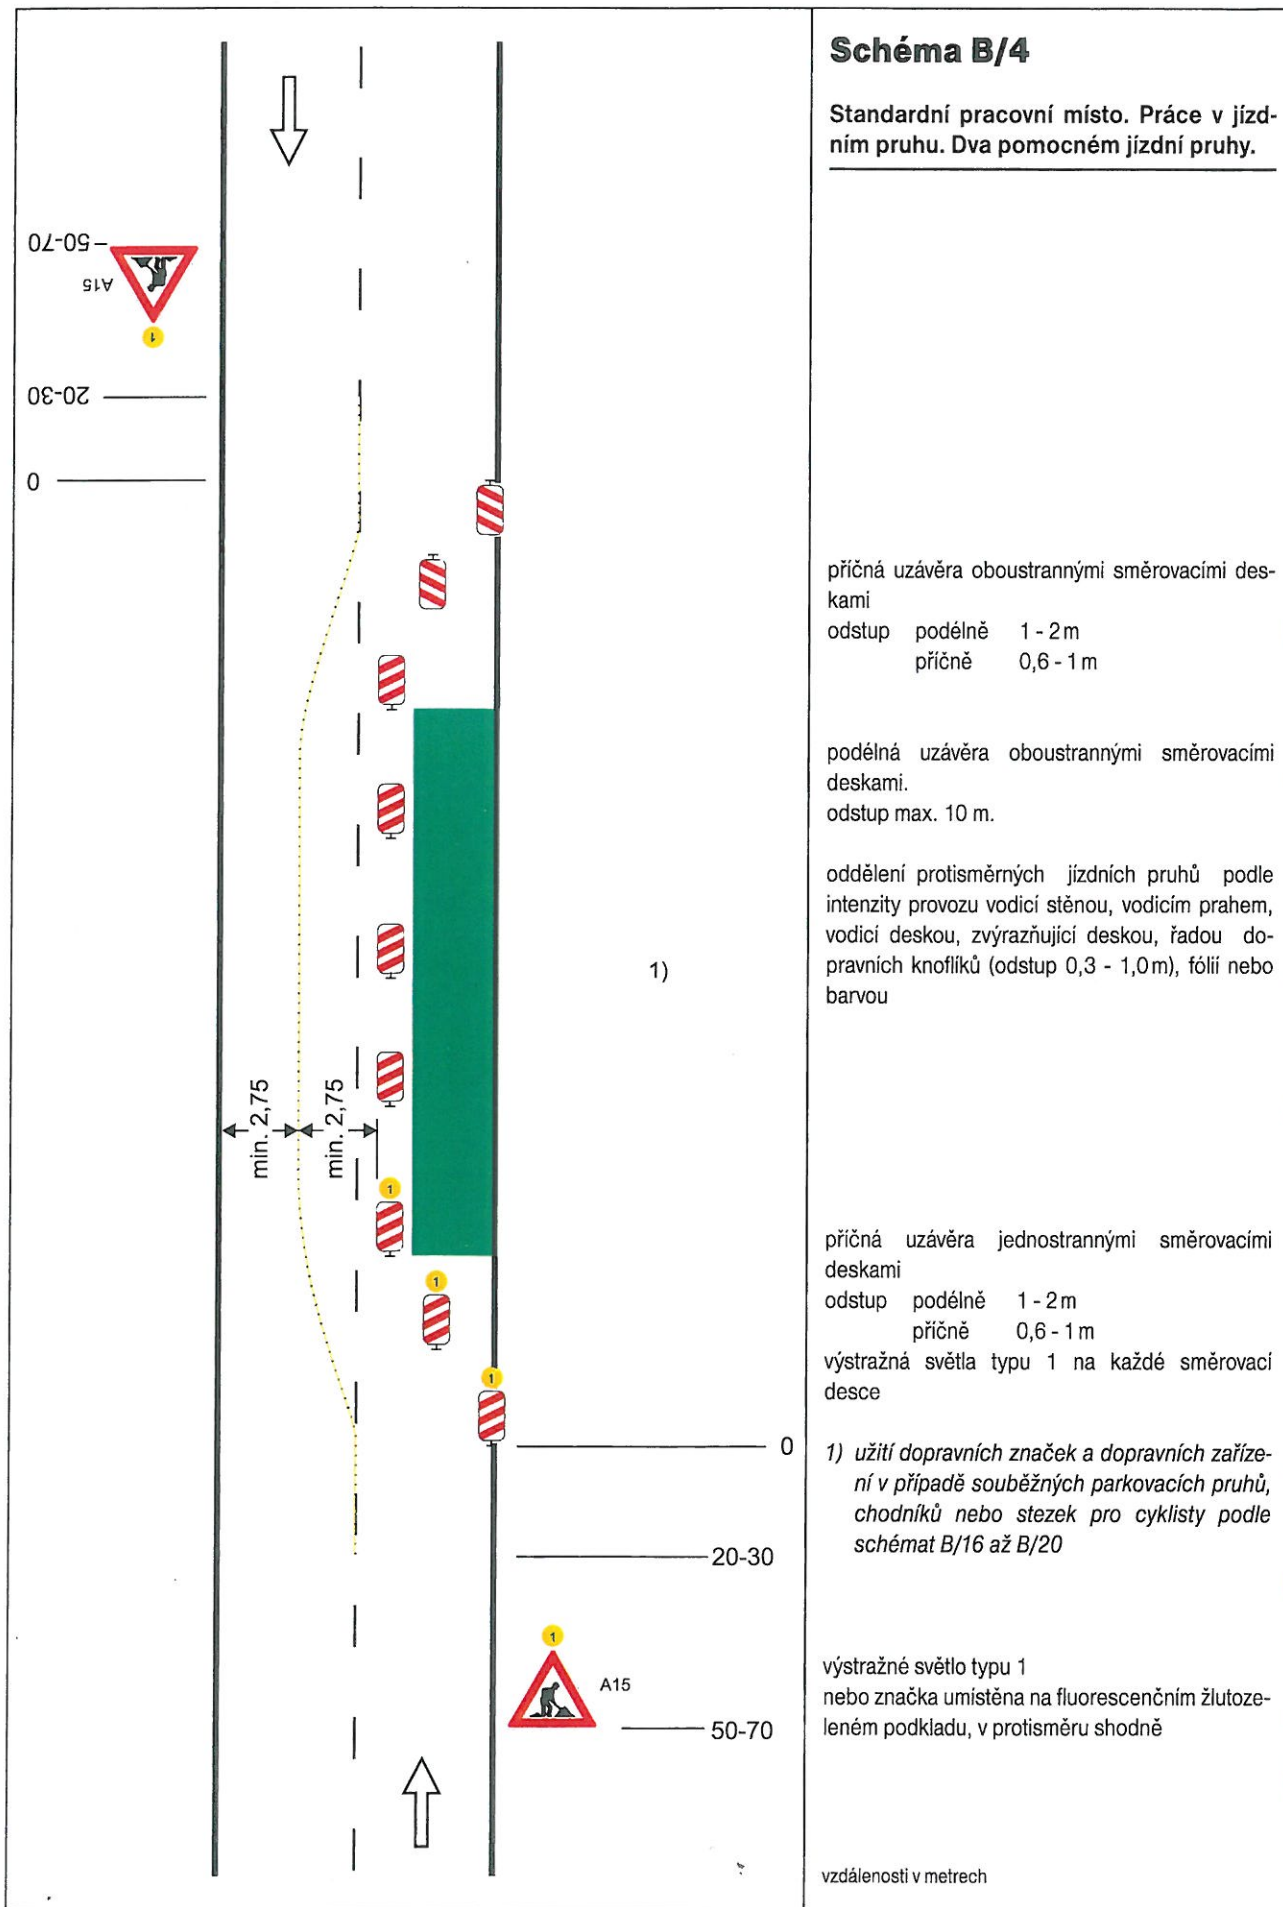 Schéma B/4
Standardní pracovní místo. Práce v jízd-
ním pruhu. Dva pomocném jízdní pruhy.
50-70
A15
1
20-30
0
příčná uzávěra oboustrannými směrovacími des-
kami
odstup podélně 1 - 2 m
příčně 0,6 - 1 m
podélná uzávěra oboustrannými směrovacími
deskami.
odstup max. 10 m.
oddělení protisměrných jízdních pruhů podle
intenzity provozu vodicí stěnou, vodicím prahem,
vodicí deskou, zvýrazňující deskou, řadou do-
pravních knoflíků (odstup 0,3 - 1,0 m), fólií nebo
barvou
1)
min. 2,75
min. 2,75
1
1
1
příčná uzávěra jednostrannými směrovacími
deskami
odstup podélně 1 - 2 m
příčně 0,6 - 1 m
výstražná světla typu 1 na každé směrovací
desce
0
1) užití dopravních značek a dopravních zaříze-
ní v případě souběžných parkovacích pruhů,
chodníků nebo stezek pro cyklisty podle
schémat B/16 až B/20
20-30
1
A15
50-70
výstražné světlo typu 1
nebo značka umistěna na fluorescenčním žlutoze-
leném podkladu, v protisměru shodně
vzdálenosti v metrech